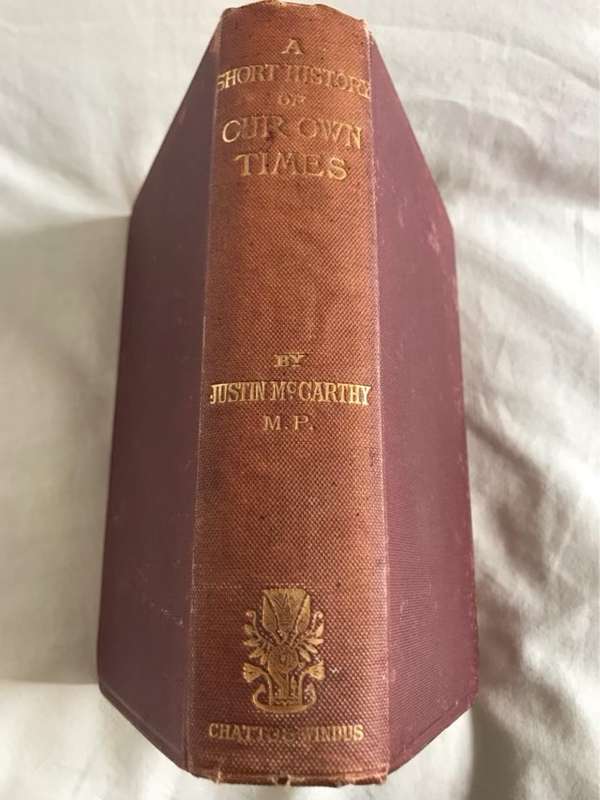 A
SHORT HISTORY
OF
OUR OWN
TIMES
BY
JUSTIN McCARTHY
M.P.
CHATTO & WINDUS